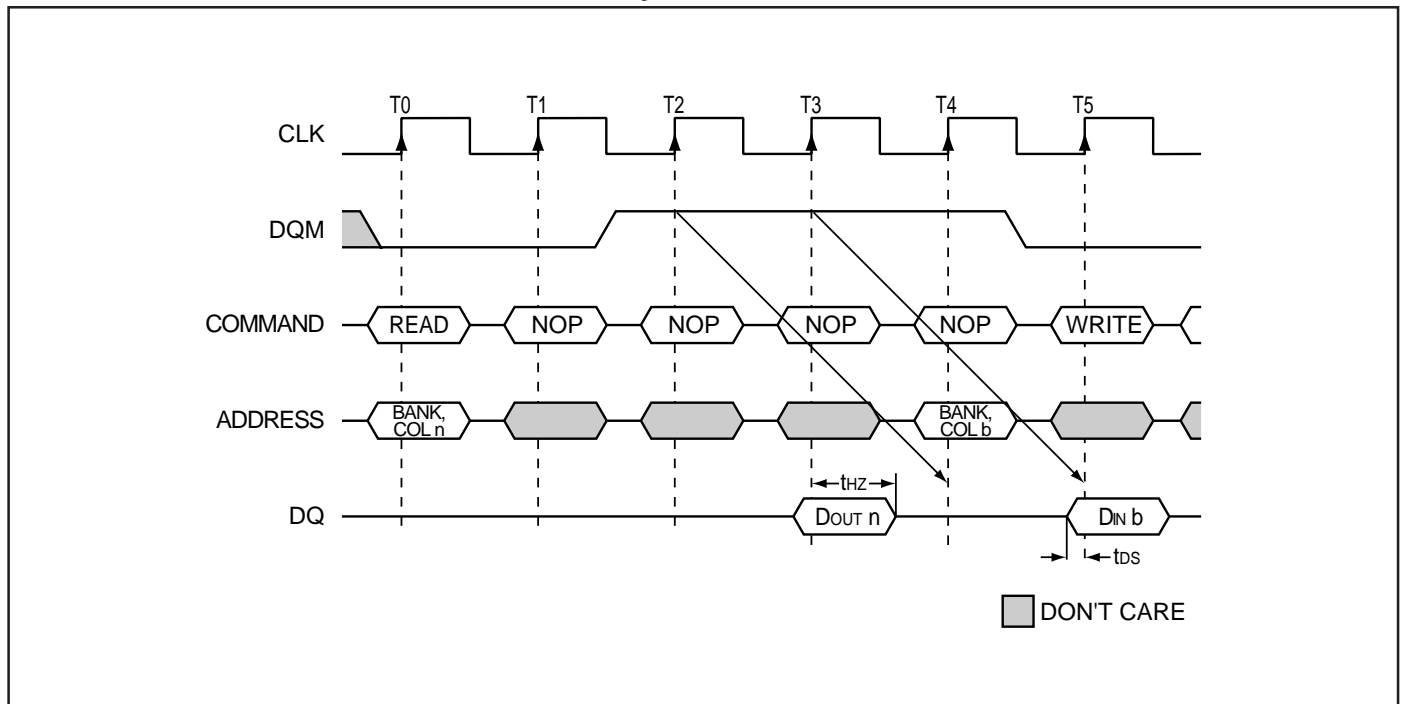 T0 T1 T2 T3 T4 T5
CLK
DQM
COMMAND READ NOP NOP NOP NOP WRITE
ADDRESS BANK, COL n BANK, COL b
tHZ
DQ DOUT n DIN b
tDS
DON'T CARE